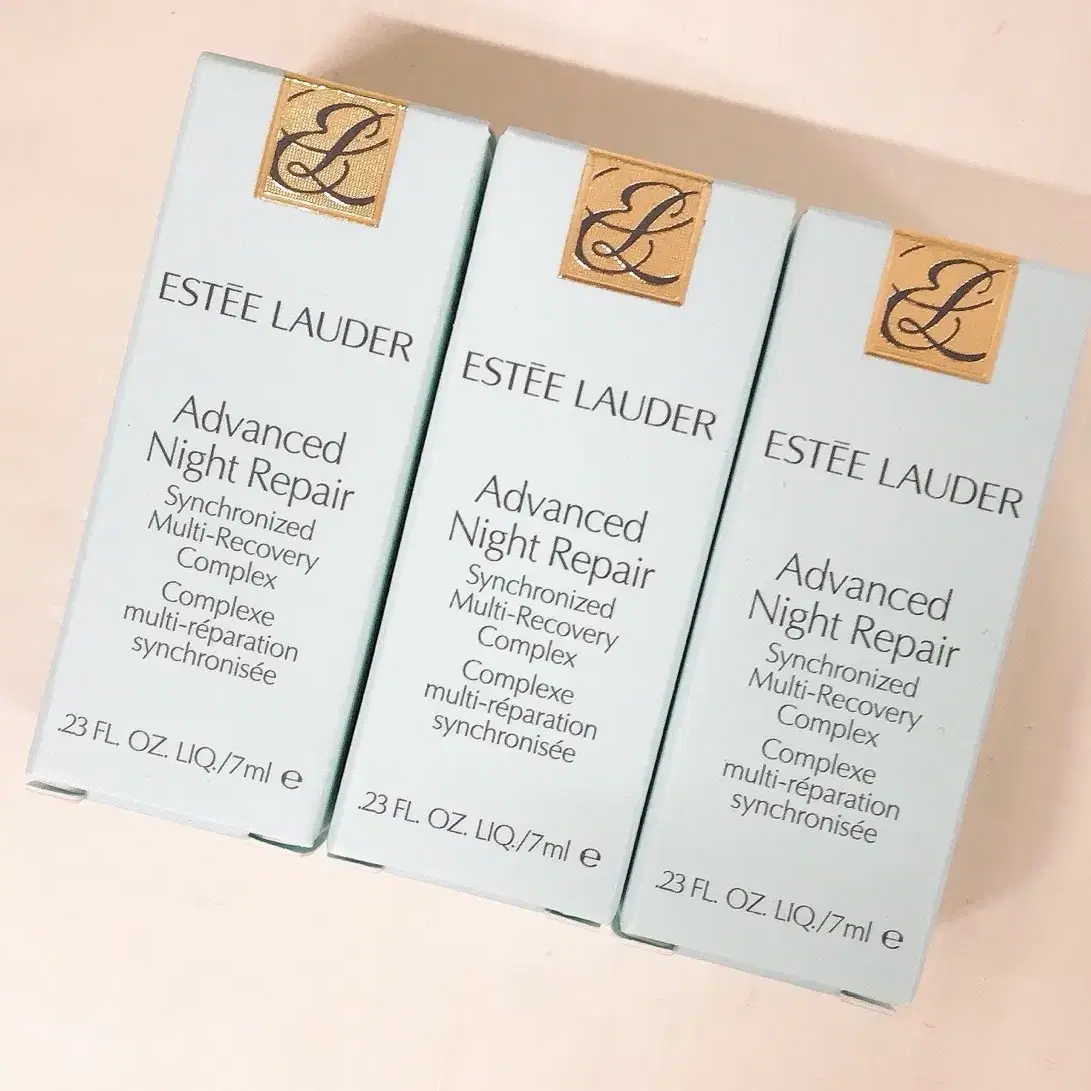 ESTĒE LAUDER
Advanced
Night Repair
Synchronized
Multi-Recovery
Complex
Complexe
multi-réparation
synchronisée
.23 FL. OZ. LIQ./7ml ℮
ESTĒE LAUDER
Advanced
Night Repair
Synchronized
Multi-Recovery
Complex
Complexe
multi-réparation
synchronisée
.23 FL. OZ. LIQ./7ml ℮
ESTĒE LAUDER
Advanced
Night Repair
Synchronized
Multi-Recovery
Complex
Complexe
multi-réparation
synchronisée
.23 FL. OZ. LIQ./7ml ℮